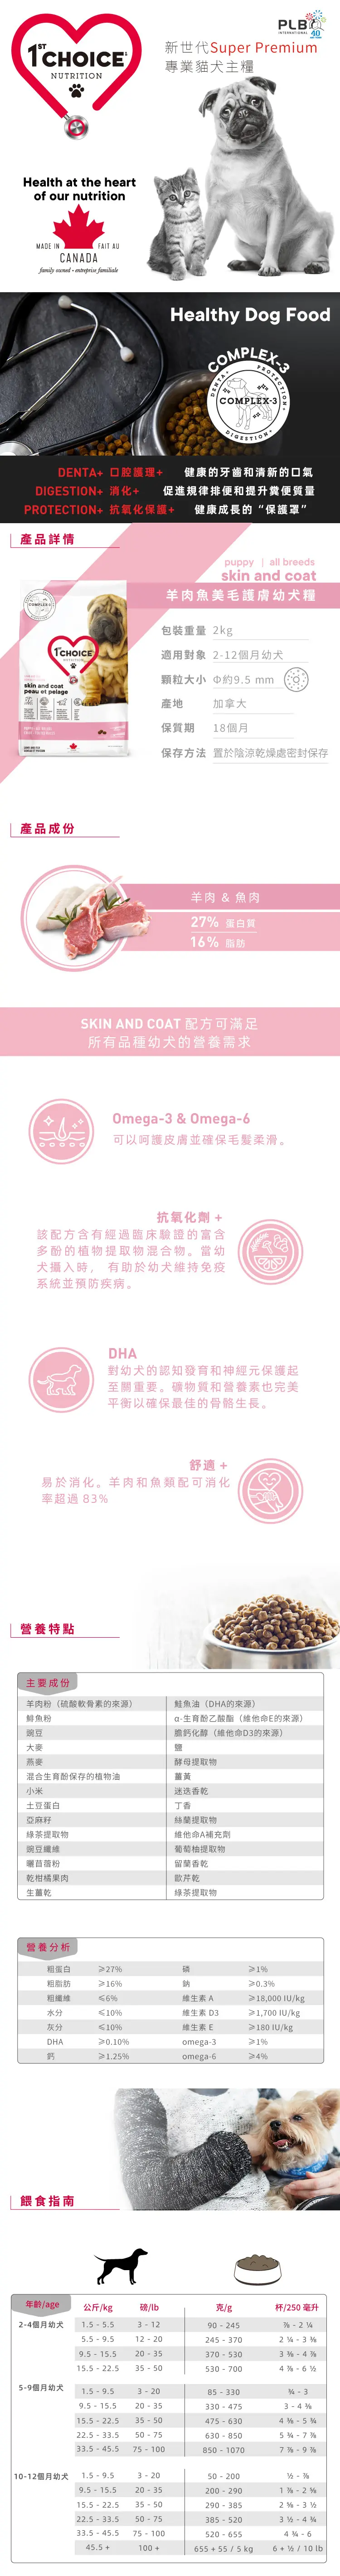 1ST CHOICE
NUTRITION
PLB
INTERNATIONAL 40
新世代Super Premium
專業貓犬主糧
Health at the heart
of our nutrition
MADE IN FAIT AU
CANADA
family owned • entreprise familiale
Healthy Dog Food
COMPLEX-3
DENTA+
PROTECTION+
COMPLEX-3
DIGESTION+
DENTA+ 口腔護理+ 健康的牙齒和清新的口氣
DIGESTION+ 消化+ 促進規律排便和提升糞便質量
PROTECTION+ 抗氧化保護+ 健康成長的“保護罩”
產品詳情
puppy | all breeds
skin and coat
羊肉魚美毛護膚幼犬糧
COMPLEX-3
1ST CHOICE
NUTRITION
skin and coat
peau et pelage
包裝重量 2kg
適用對象 2-12個月幼犬
顆粒大小 Φ約9.5 mm
產地 加拿大
保質期 18個月
保存方法 置於陰涼乾燥處密封保存
產品成份
羊肉 & 魚肉
27% 蛋白質
16% 脂肪
SKIN AND COAT 配方可滿足
所有品種幼犬的營養需求
Omega-3 & Omega-6
可以呵護皮膚並確保毛髮柔滑。
抗氧化劑 +
該配方含有經過臨床驗證的富含
多酚的植物提取物混合物。當幼
犬攝入時， 有助於幼犬維持免疫
系統並預防疾病。
DHA
對幼犬的認知發育和神經元保護起
至關重要。礦物質和營養素也完美
平衡以確保最佳的骨骼生長。
舒適 +
易於消化。羊肉和魚類配可消化
率超過 83%
營養特點
主要成份
羊肉粉（硫酸軟骨素的來源） 鮭魚油（DHA的來源）
鯡魚粉 α-生育酚乙酸酯（維他命E的來源）
豌豆 膽鈣化醇（維他命D3的來源）
大麥 鹽
燕麥 酵母提取物
混合生育酚保存的植物油 薑黃
小米 迷迭香乾
土豆蛋白 丁香
亞麻籽 絲蘭提取物
綠茶提取物 維他命A補充劑
豌豆纖維 葡萄柚提取物
曬苜蓿粉 留蘭香乾
乾柑橘果肉 歐芹乾
生薑乾 綠茶提取物
營養分析
粗蛋白 ≥27% 磷 ≥1%
粗脂肪 ≥16% 鈉 ≥0.3%
粗纖維 ≤6% 維生素 A ≥18,000 IU/kg
水分 ≤10% 維生素 D3 ≥1,700 IU/kg
灰分 ≤10% 維生素 E ≥180 IU/kg
DHA ≥0.10% omega-3 ≥1%
鈣 ≥1.25% omega-6 ≥4%
餵食指南
年齡/age 公斤/kg 磅/lb 克/g 杯/250 毫升
2-4個月幼犬 1.5 - 5.5 3 - 12 90 - 245 ⅞ - 2 ¼
5.5 - 9.5 12 - 20 245 - 370 2 ¼ - 3 ⅜
9.5 - 15.5 20 - 35 370 - 530 3 ⅜ - 4 ⅞
15.5 - 22.5 35 - 50 530 - 700 4 ⅞ - 6 ½
5-9個月幼犬 1.5 - 9.5 3 - 20 85 - 330 ¾ - 3
9.5 - 15.5 20 - 35 330 - 475 3 - 4 ⅜
15.5 - 22.5 35 - 50 475 - 630 4 ⅜ - 5 ¾
22.5 - 33.5 50 - 75 630 - 850 5 ¾ - 7 ⅞
33.5 - 45.5 75 - 100 850 - 1070 7 ⅞ - 9 ⅞
10-12個月幼犬 1.5 - 9.5 3 - 20 50 - 200 ½ - ⅞
9.5 - 15.5 20 - 35 200 - 290 1 ⅞ - 2 ⅝
15.5 - 22.5 35 - 50 290 - 385 2 ⅝ - 3 ½
22.5 - 33.5 50 - 75 385 - 520 3 ½ - 4 ¾
33.5 - 45.5 75 - 100 520 - 655 4 ¾ - 6
45.5 + 100 + 655 + 55 / 5 kg 6 + ½ / 10 lb